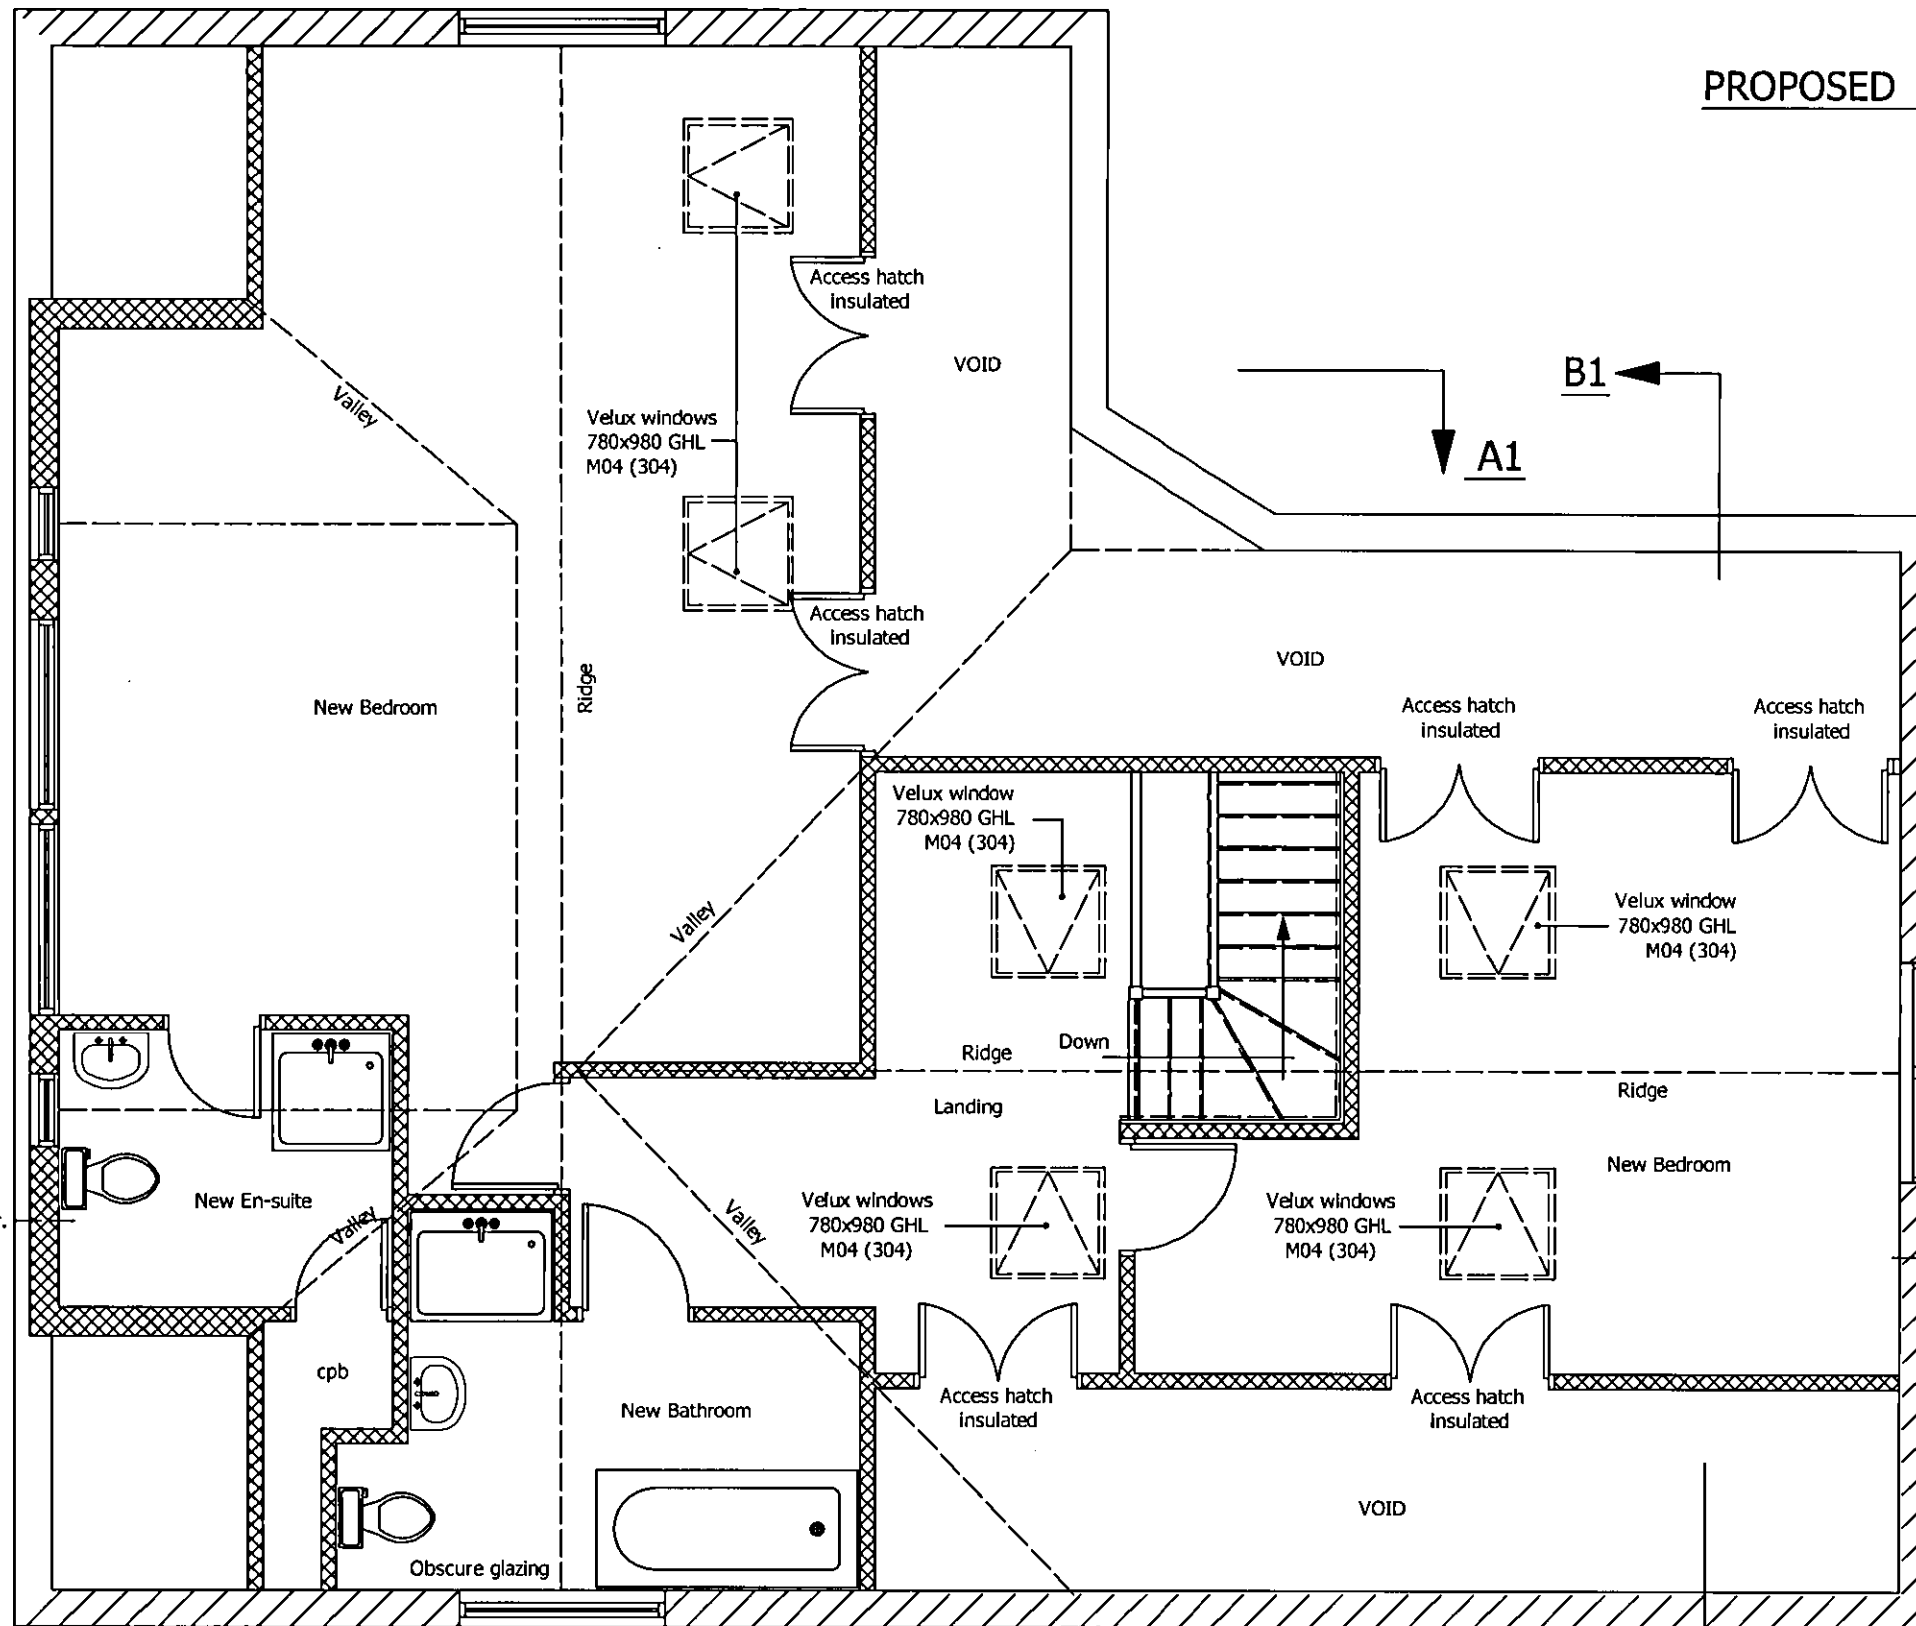 PROPOSED
Access hatch
insulated
VOID
B1
A1
Valley
Velux windows
780x980 GHL
M04 (304)
Access hatch
insulated
VOID
Ridge
New Bedroom
Access hatch
insulated
Access hatch
insulated
Velux window
780x980 GHL
M04 (304)
Velux window
780x980 GHL
M04 (304)
Valley
Ridge
Down
Ridge
Landing
New Bedroom
New En-suite
Valley
Valley
Velux windows
780x980 GHL
M04 (304)
Velux windows
780x980 GHL
M04 (304)
cpb
New Bathroom
Access hatch
insulated
Access hatch
insulated
VOID
Obscure glazing